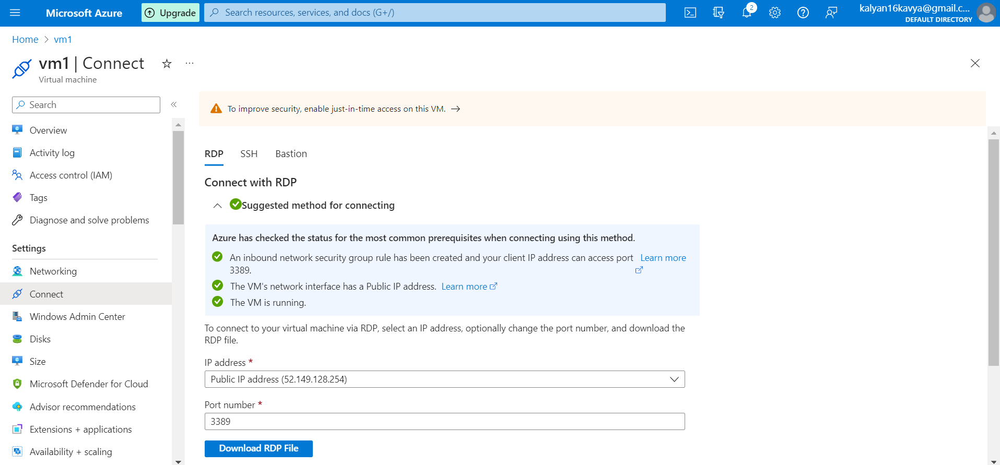 Microsoft Azure
Upgrade
Search resources, services, and docs (G+/)
2
kalyan16kavya@gmail.c...
DEFAULT DIRECTORY
Home > vm1
vm1 | Connect
...
Virtual machine
Search
«
To improve security, enable just-in-time access on this VM. →
Overview
Activity log
Access control (IAM)
Tags
Diagnose and solve problems
Settings
Networking
Connect
Windows Admin Center
Disks
Size
Microsoft Defender for Cloud
Advisor recommendations
Extensions + applications
Availability + scaling
RDP SSH Bastion
Connect with RDP
Suggested method for connecting
Azure has checked the status for the most common prerequisites when connecting using this method.
An inbound network security group rule has been created and your client IP address can access port Learn more
3389.
The VM's network interface has a Public IP address. Learn more
The VM is running.
To connect to your virtual machine via RDP, select an IP address, optionally change the port number, and download the
RDP file.
IP address *
Public IP address (52.149.128.254)
Port number *
3389
Download RDP File